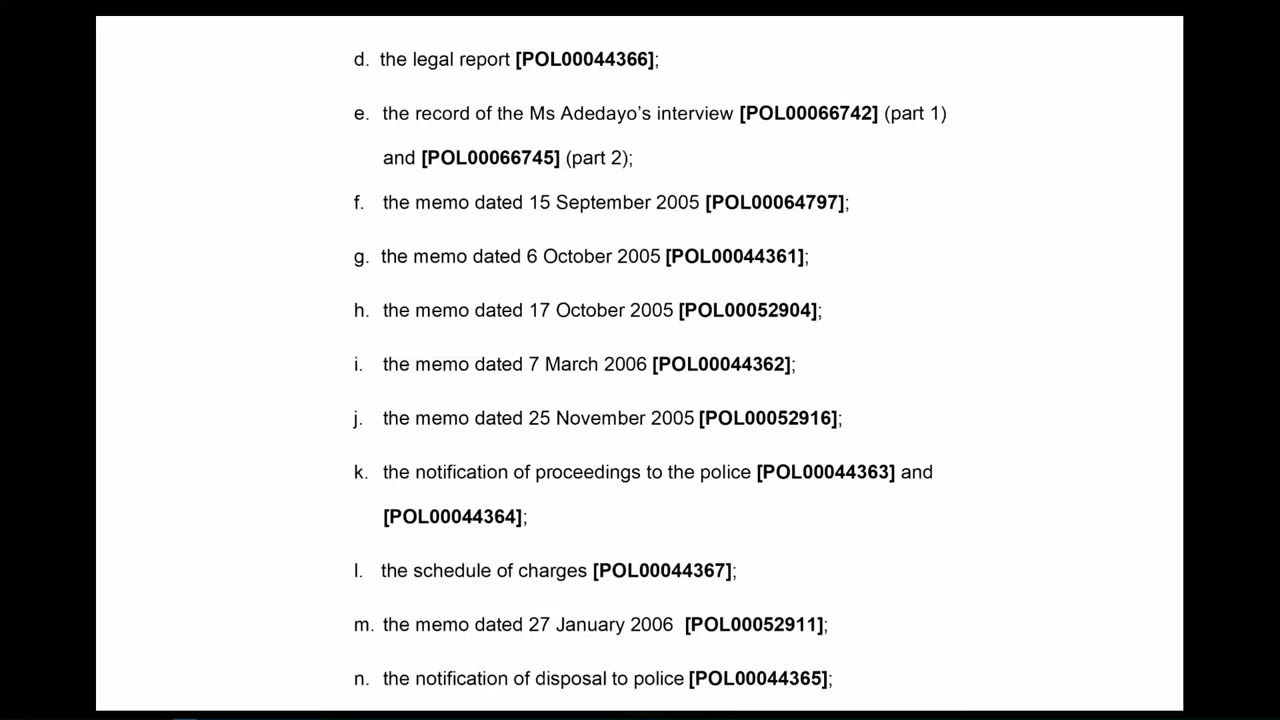 d. the legal report [POL00044366];
e. the record of the Ms Adedayo's interview [POL00066742] (part 1)
and [POL00066745] (part 2);
f. the memo dated 15 September 2005 [POL00064797];
g. the memo dated 6 October 2005 [POL00044361];
h. the memo dated 17 October 2005 [POL00052904];
i. the memo dated 7 March 2006 [POL00044362];
j. the memo dated 25 November 2005 [POL00052916];
k. the notification of proceedings to the police [POL00044363] and
[POL00044364];
l. the schedule of charges [POL00044367];
m. the memo dated 27 January 2006 [POL00052911];
n. the notification of disposal to police [POL00044365];